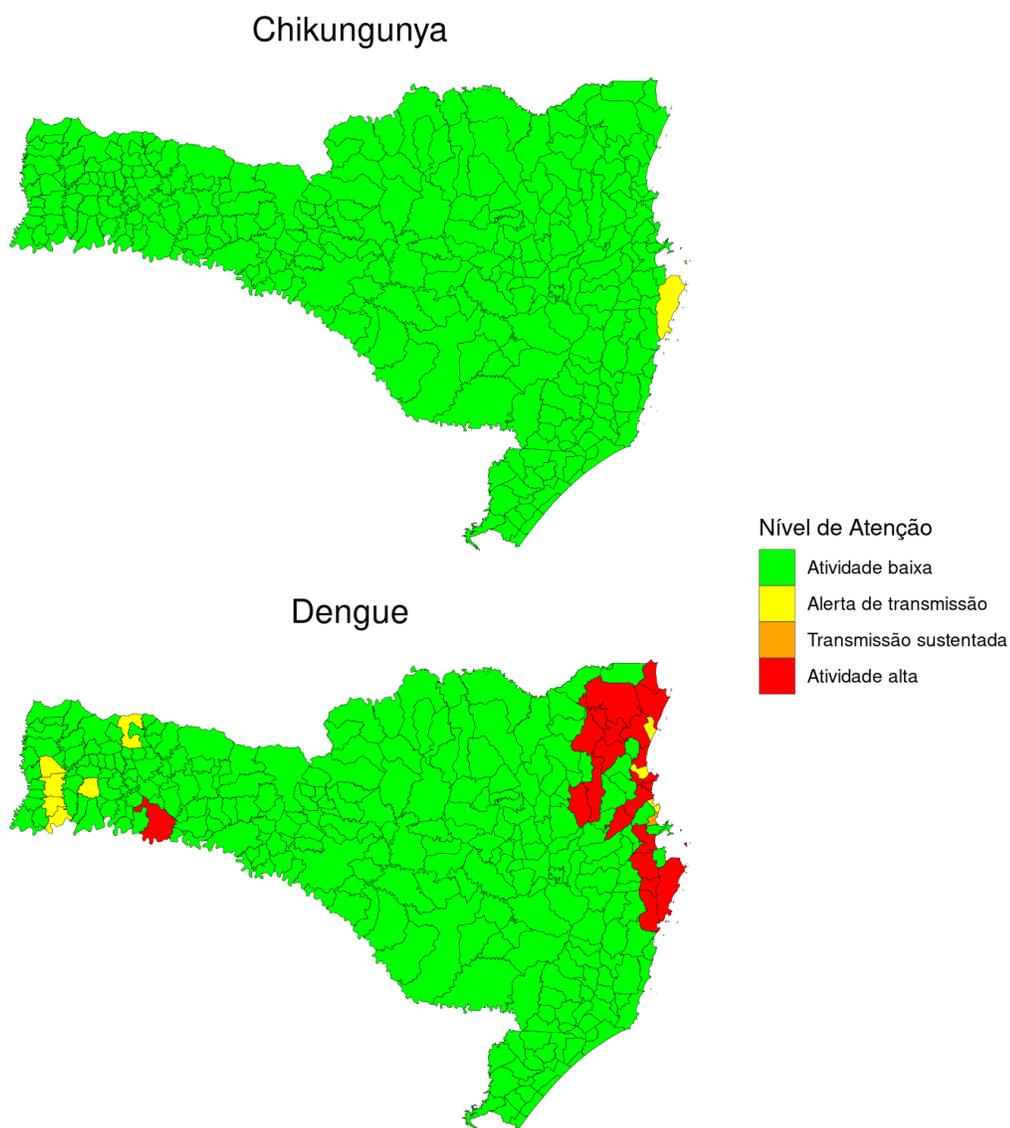 Chikungunya
Nível de Atenção
Atividade baixa
Alerta de transmissão
Transmissão sustentada
Atividade alta
Dengue